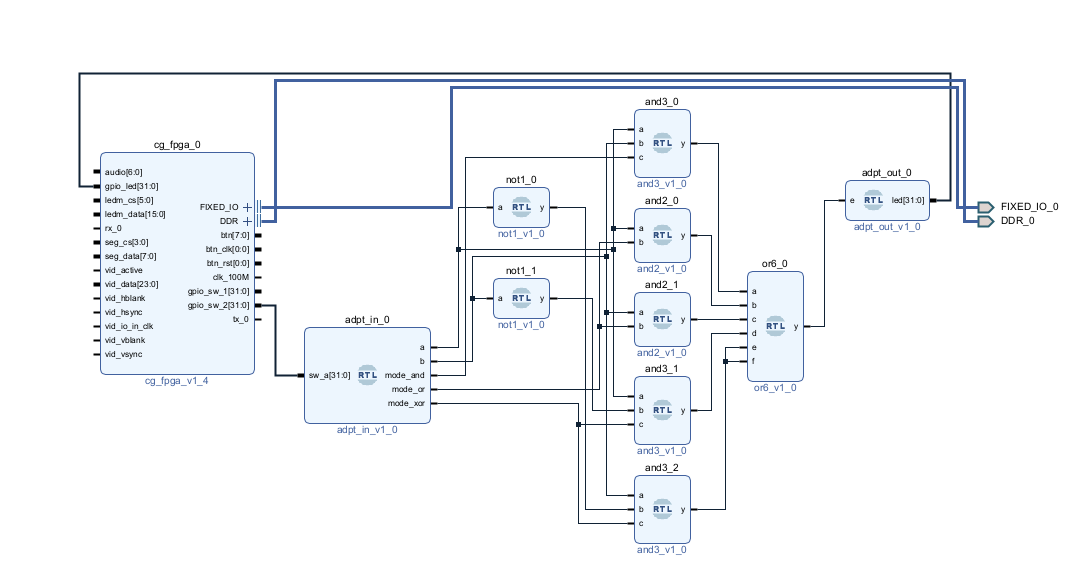 cg_fpga_0
audio[6:0]
gpio_led[31:0]
ledm_cs[5:0]
ledm_data[15:0]
rx_0
seg_cs[3:0]
seg_data[7:0]
vid_active
vid_data[23:0]
vid_hblank
vid_hsync
vid_io_in_clk
vid_vblank
vid_vsync
FIXED_IO
DDR
btn[7:0]
btn_clk[0:0]
btn_rst[0:0]
clk_100M
gpio_sw_1[31:0]
gpio_sw_2[31:0]
tx_0
cg_fpga_v1_4
adpt_in_0
sw_a[31:0]
RTL
a
b
mode_and
mode_or
mode_xor
adpt_in_v1_0
not1_0
a RTL y
not1_v1_0
not1_1
a RTL y
not1_v1_0
and3_0
a
b RTL y
c
and3_v1_0
and2_0
a
RTL y
b
and2_v1_0
and2_1
a
RTL y
b
and2_v1_0
and3_1
a
b RTL y
c
and3_v1_0
and3_2
a
b RTL y
c
and3_v1_0
or6_0
a
b
c
RTL y
d
e
f
or6_v1_0
adpt_out_0
e RTL led[31:0]
adpt_out_v1_0
FIXED_IO_0
DDR_0